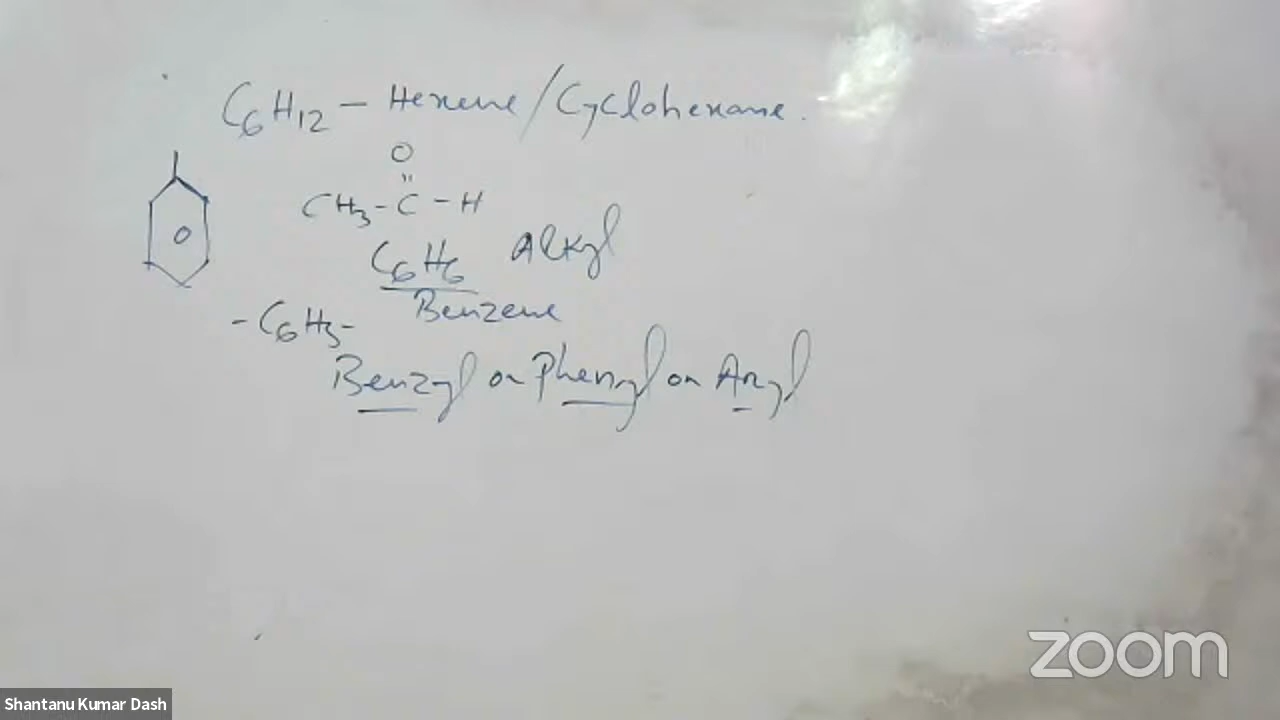 C6H12 — Hexene/Cyclohexane.
O
CH3-C-H
C6H6 Alkyl
Benzene
-C6H5-
Benzyl or Phenyl or Aryl
zoom
Shantanu Kumar Dash